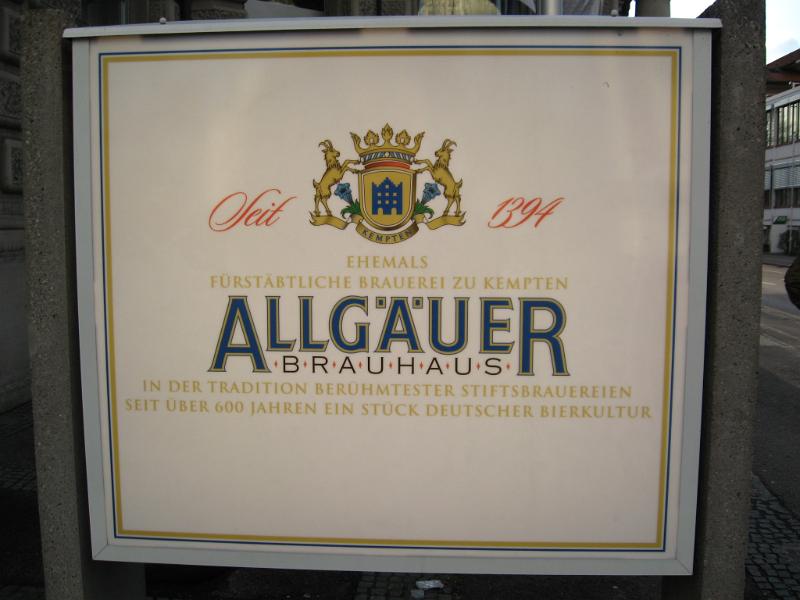 Seit 1394
KEMPTEN
EHEMALS
FÜRSTÄBTLICHE BRAUEREI ZU KEMPTEN
ALLGÄUER
BRAUHAUS
IN DER TRADITION BERÜHMTESTER STIFTSBRAUEREIEN
SEIT ÜBER 600 JAHREN EIN STÜCK DEUTSCHER BIERKULTUR